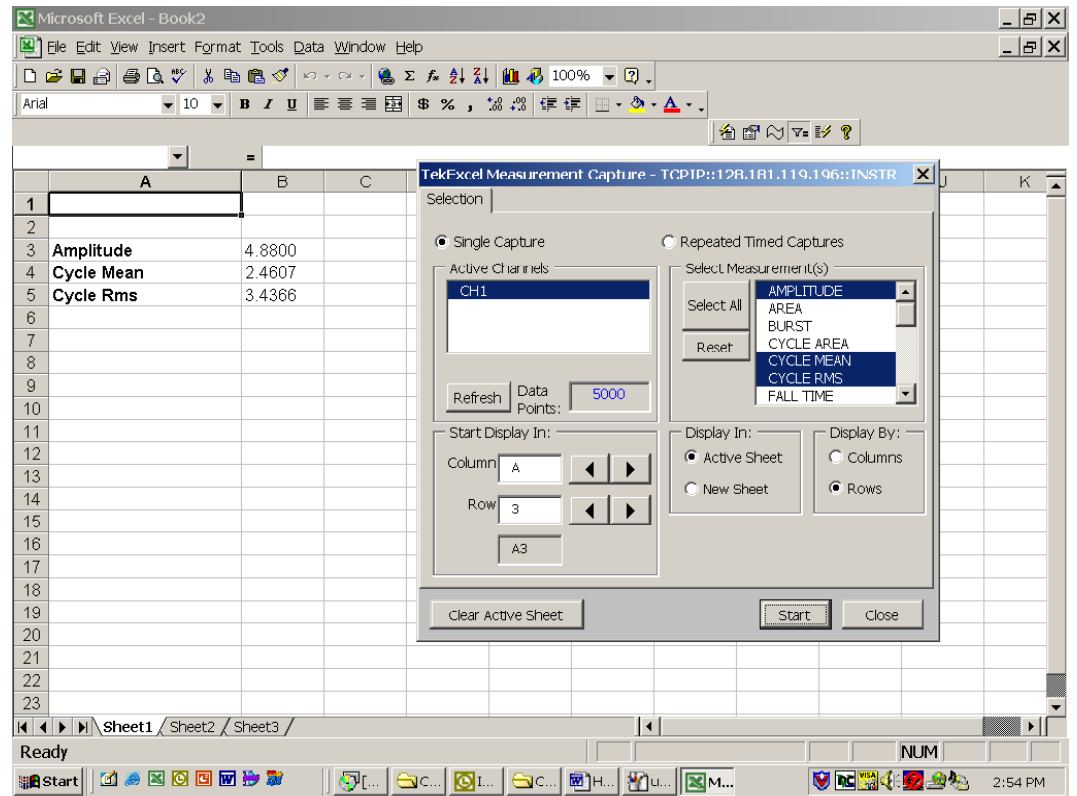 Microsoft Excel - Book2
File Edit View Insert Format Tools Data Window Help
100%
Arial 10 B I U $ % ,
=
TekExcel Measurement Capture - TCPIP::128.181.119.196::INSTR
A B C J K
Selection
1
2
3 Amplitude 4.8800
4 Cycle Mean 2.4607
5 Cycle Rms 3.4366
6
7
8
9
10
11
12
13
14
15
16
17
18
19
20
21
22
23
Single Capture
Repeated Timed Captures
Active Channels
CH1
Refresh
Data Points:
5000
Select Measurement(s)
Select All
Reset
AMPLITUDE
AREA
BURST
CYCLE AREA
CYCLE MEAN
CYCLE RMS
FALL TIME
Start Display In:
Column A
Row 3
A3
Display In:
Active Sheet
New Sheet
Display By:
Columns
Rows
Clear Active Sheet
Start
Close
Sheet1 Sheet2 Sheet3
Ready
NUM
Start [... C... I... C... H... u... M... 2:54 PM